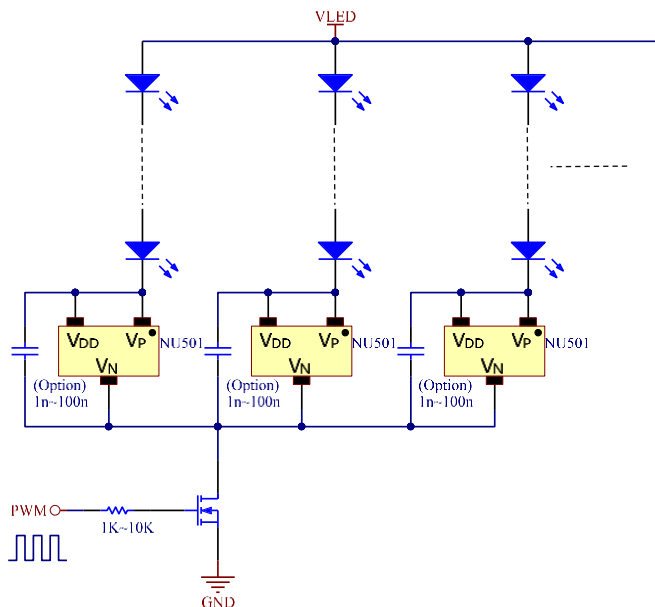 VLED
VDD VP NU501
VN
(Option)
1n~100n
VDD VP NU501
VN
(Option)
1n~100n
VDD VP NU501
VN
(Option)
1n~100n
PWM
1K~10K
GND